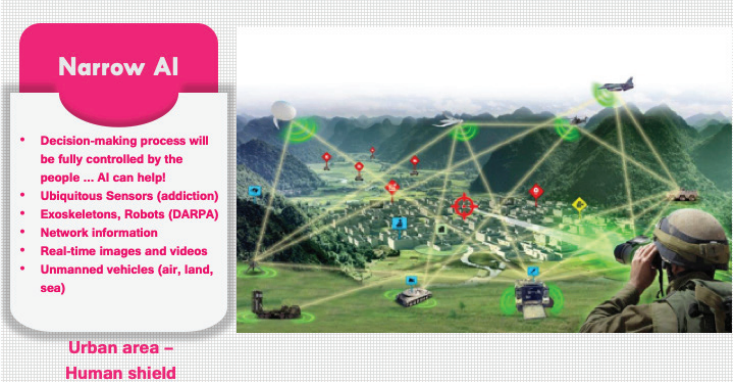 Narrow AI
• Decision-making process will
be fully controlled by the
people ... AI can help!
• Ubiquitous Sensors (addiction)
• Exoskeletons, Robots (DARPA)
• Network information
• Real-time images and videos
• Unmanned vehicles (air, land,
sea)
Urban area –
Human shield